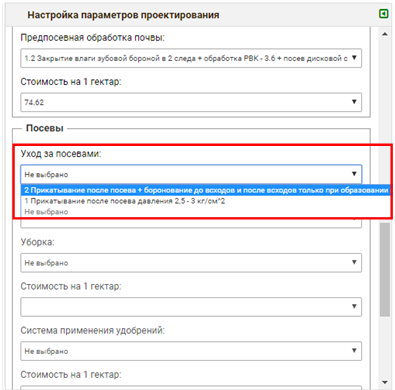 Настройка параметров проектирования
Предпосевная обработка почвы:
1.2 Закрытие влаги зубовой бороной в 2 следа + обработка РВК - 3.6 + посев дисковой с
Стоимость на 1 гектар:
74.62
Посевы
Уход за посевами:
Не выбрано
2 Прикатывание после посева + боронование до всходов и после всходов только при образовании
1 Прикатывание после посева давления 2,5 - 3 кг/см^2
Не выбрано
Уборка:
Не выбрано
Стоимость на 1 гектар:
Система применения удобрений:
Не выбрано
Стоимость на 1 гектар: